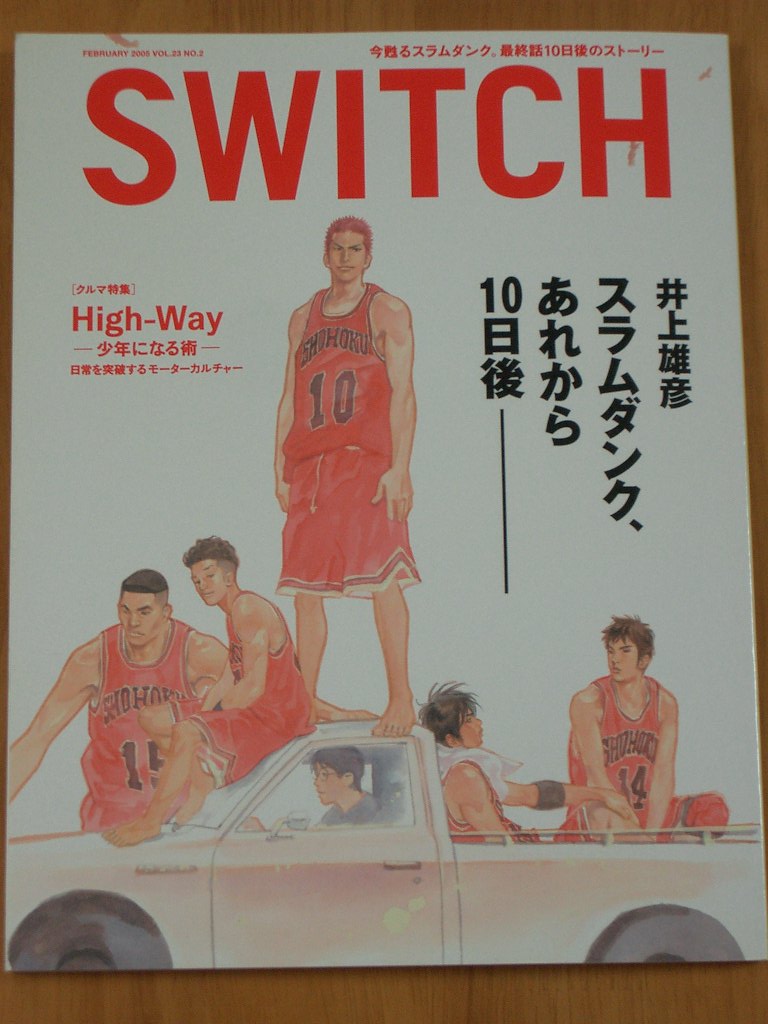 FEBRUARY 2005 VOL.23 NO.2
今甦るスラムダンク。最終話10日後のストーリー
SWITCH
[クルマ特集]
High-Way
―少年になる術―
日常を突破するモーターカルチャー
井上雄彦
スラムダンク、
あれから
10日後――
SHOHOKU
10
SHOHOKU
15
SHOHOKU
14